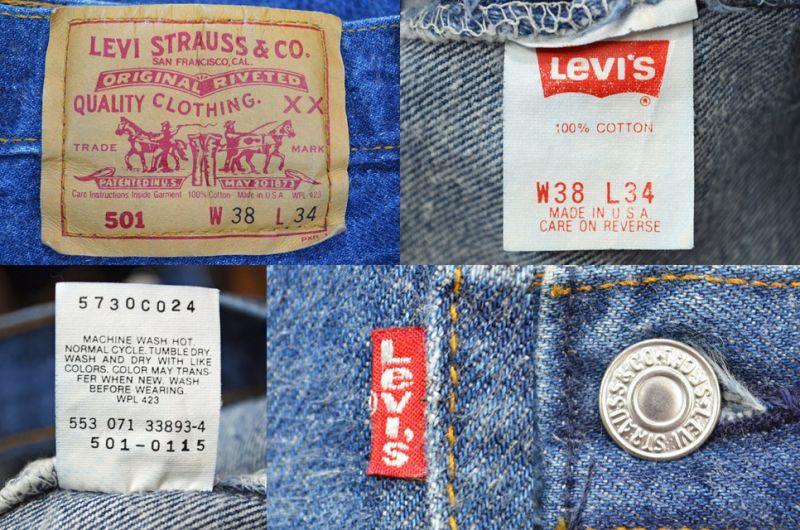 LEVI STRAUSS & CO.
SAN FRANCISCO, CAL.
ORIGINAL RIVETED
QUALITY CLOTHING. XX
TRADE MARK
PATENTED IN U.S. MAY 20 1873
Care Instructions Inside Garment 100% Cotton Made in U.S.A. WPL 423
501 W 38 L 34
PXR
LEVI'S
®
100% COTTON
W38 L34
MADE IN U.S.A.
CARE ON REVERSE
5730C024
MACHINE WASH HOT.
NORMAL CYCLE. TUMBLE DRY.
WASH AND DRY WITH LIKE
COLORS. COLOR MAY TRANS
FER WHEN NEW. WASH
BEFORE WEARING
WPL 423
553 071 33893-4
501-0115
Levi's
LEVI STRAUSS & CO